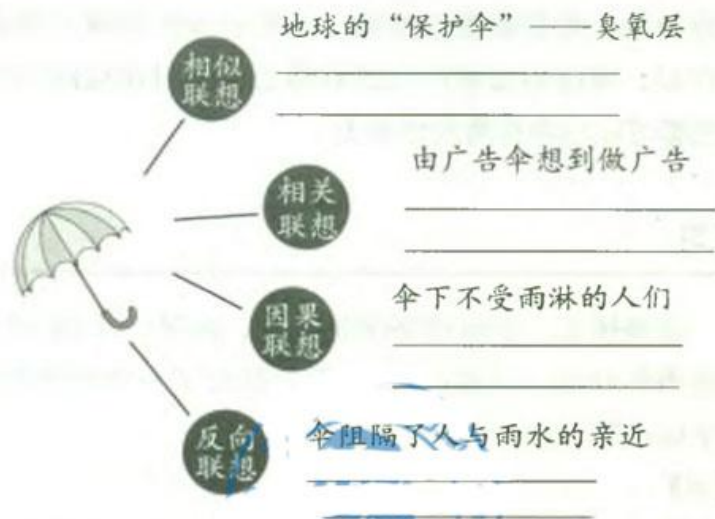 地球的“保护伞”——臭氧层
相似
联想
由广告伞想到做广告
相关
联想
伞下不受雨淋的人们
因果
联想
伞阻隔了人与雨水的亲近
反向
联想